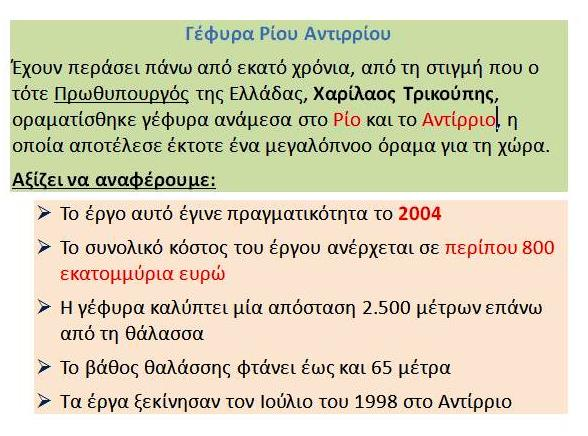 Γέφυρα Ρίου Αντιρρίου
Έχουν περάσει πάνω από εκατό χρόνια, από τη στιγμή που ο
τότε Πρωθυπουργός της Ελλάδας, Χαρίλαος Τρικούπης,
οραματίσθηκε γέφυρα ανάμεσα στο Ρίο και το Αντίρριο, η
οποία αποτέλεσε έκτοτε ένα μεγαλόπνοο όραμα για τη χώρα.
Αξίζει να αναφέρουμε:
➤ Το έργο αυτό έγινε πραγματικότητα το 2004
➤ Το συνολικό κόστος του έργου ανέρχεται σε περίπου 800
εκατομμύρια ευρώ
➤ Η γέφυρα καλύπτει μία απόσταση 2.500 μέτρων επάνω
από τη θάλασσα
➤ Το βάθος θαλάσσης φτάνει έως και 65 μέτρα
➤ Τα έργα ξεκίνησαν τον Ιούλιο του 1998 στο Αντίρριο